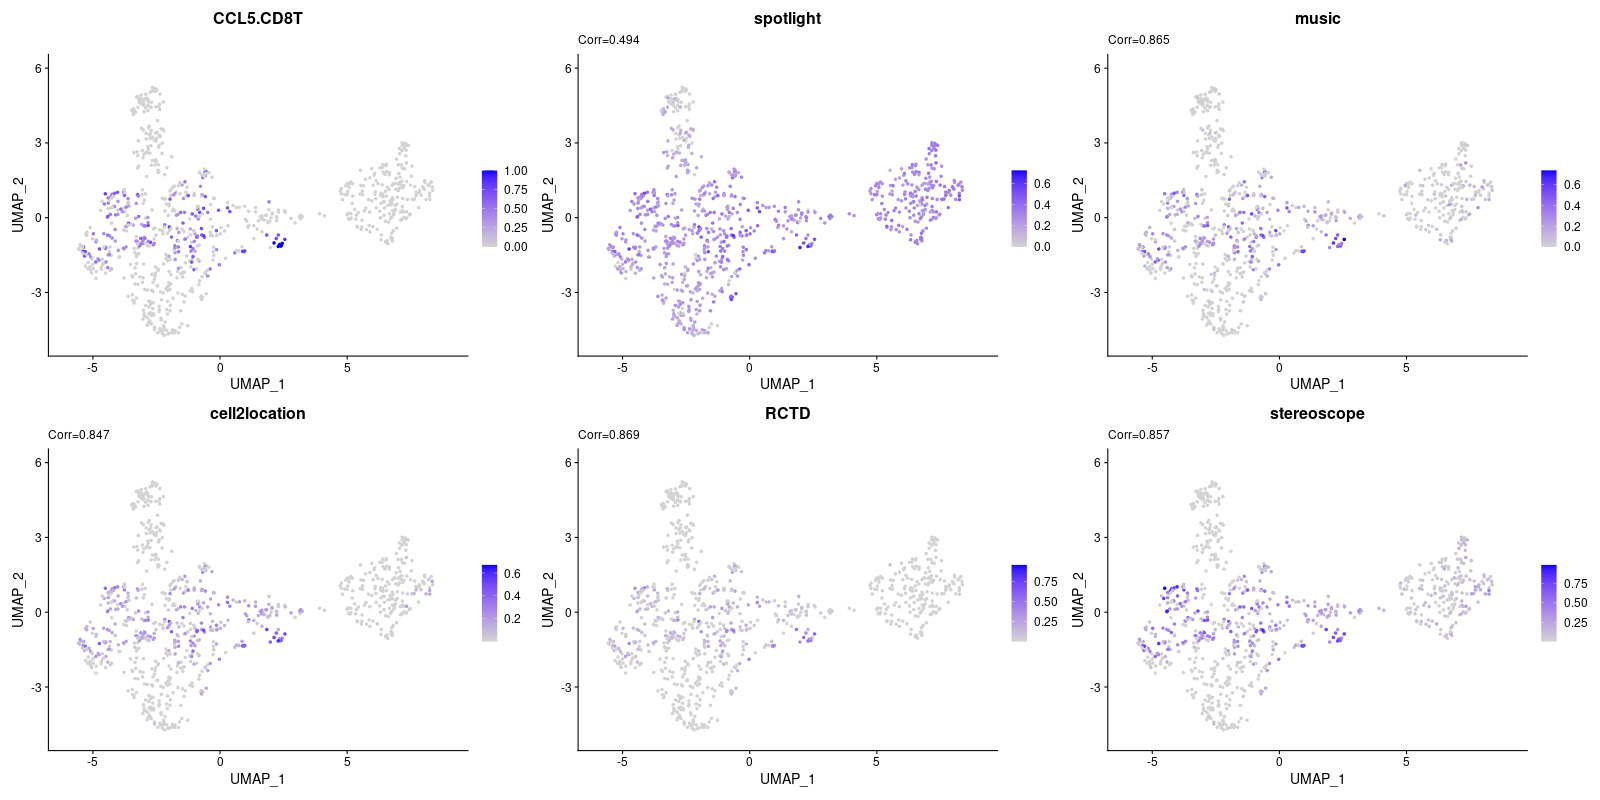 CCL5.CD8T
6
3
0
-3
UMAP_2
-5
0
5
UMAP_1
1.00
0.75
0.50
0.25
0.00
spotlight
Corr=0.494
6
3
0
-3
UMAP_2
-5
0
5
UMAP_1
0.6
0.4
0.2
0.0
music
Corr=0.865
6
3
0
-3
UMAP_2
-5
0
5
UMAP_1
0.6
0.4
0.2
0.0
cell2location
Corr=0.847
6
3
0
-3
UMAP_2
-5
0
5
UMAP_1
0.6
0.4
0.2
RCTD
Corr=0.869
6
3
0
-3
UMAP_2
-5
0
5
UMAP_1
0.75
0.50
0.25
stereoscope
Corr=0.857
6
3
0
-3
UMAP_2
-5
0
5
UMAP_1
0.75
0.50
0.25